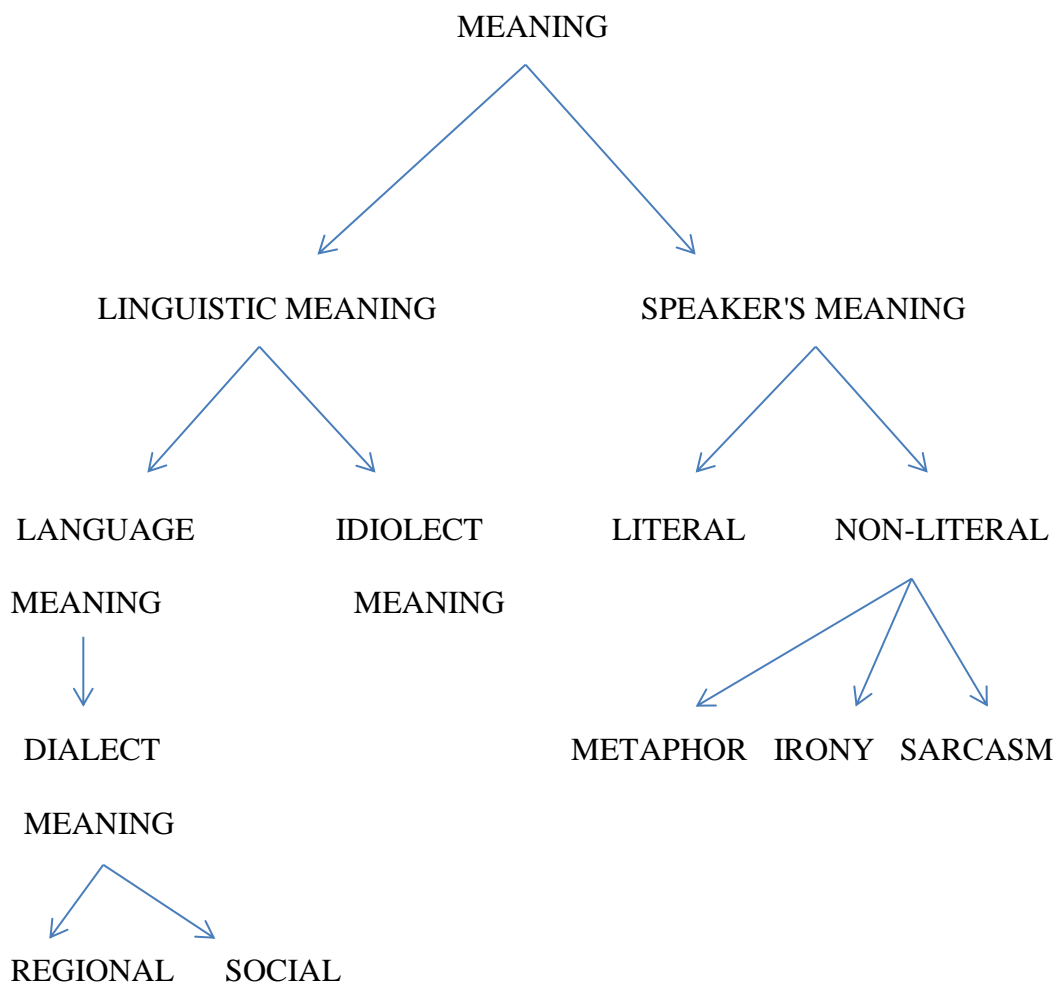 MEANING
LINGUISTIC MEANING SPEAKER'S MEANING
LANGUAGE IDIOLECT LITERAL NON-LITERAL
MEANING MEANING
DIALECT METAPHOR IRONY SARCASM
MEANING
REGIONAL SOCIAL